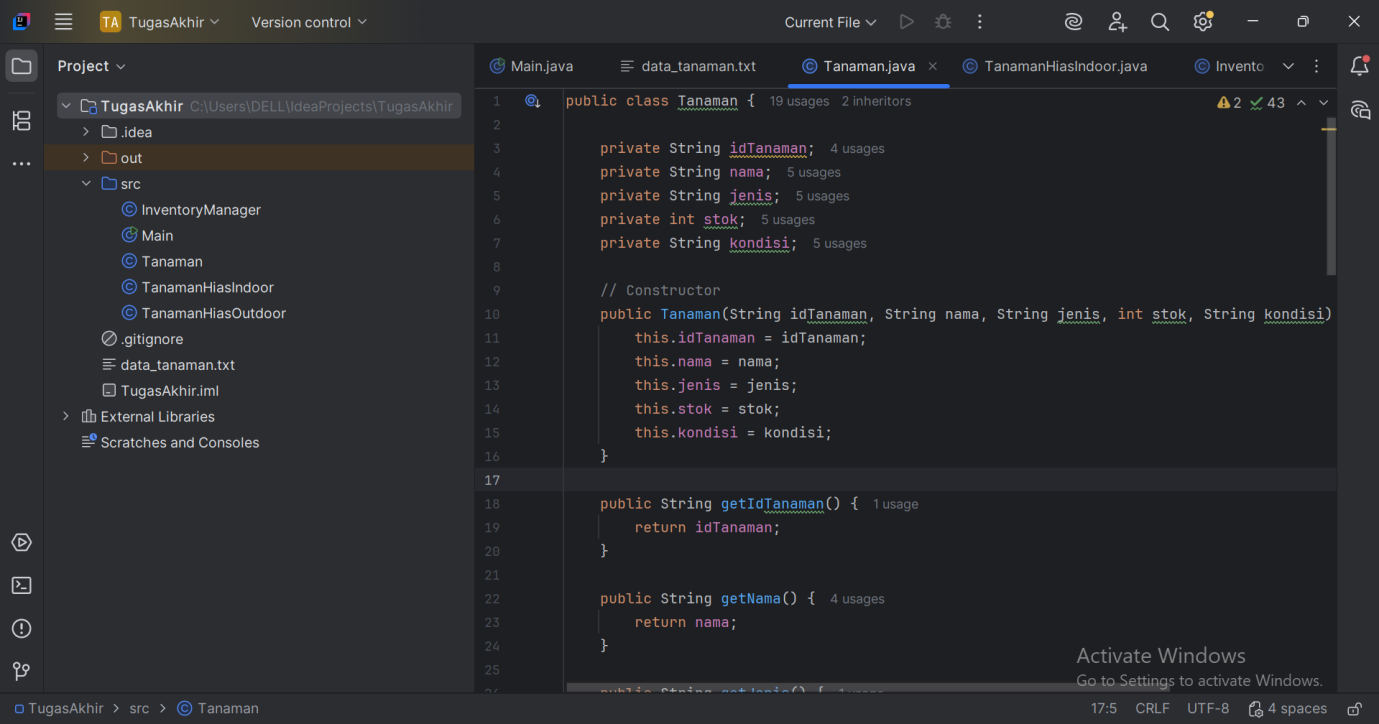 TA TugasAkhir Version control Current File
Project
TugasAkhir C:\Users\DELL\IdeaProjects\TugasAkhir
.idea
out
src
InventoryManager
Main
Tanaman
TanamanHiasIndoor
TanamanHiasOutdoor
.gitignore
data_tanaman.txt
TugasAkhir.iml
External Libraries
Scratches and Consoles
Main.java data_tanaman.txt Tanaman.java TanamanHiasIndoor.java Invento
2 43
1 public class Tanaman { 19 usages 2 inheritors
2
3 private String idTanaman; 4 usages
4 private String nama; 5 usages
5 private String jenis; 5 usages
6 private int stok; 5 usages
7 private String kondisi; 5 usages
8
9 // Constructor
10 public Tanaman(String idTanaman, String nama, String jenis, int stok, String kondisi)
11 this.idTanaman = idTanaman;
12 this.nama = nama;
13 this.jenis = jenis;
14 this.stok = stok;
15 this.kondisi = kondisi;
16 }
17
18 public String getIdTanaman() { 1 usage
19 return idTanaman;
20 }
21
22 public String getNama() { 4 usages
23 return nama;
24 }
25
Activate Windows
Go to Settings to activate Windows.
TugasAkhir > src > Tanaman 17:5 CRLF UTF-8 4 spaces